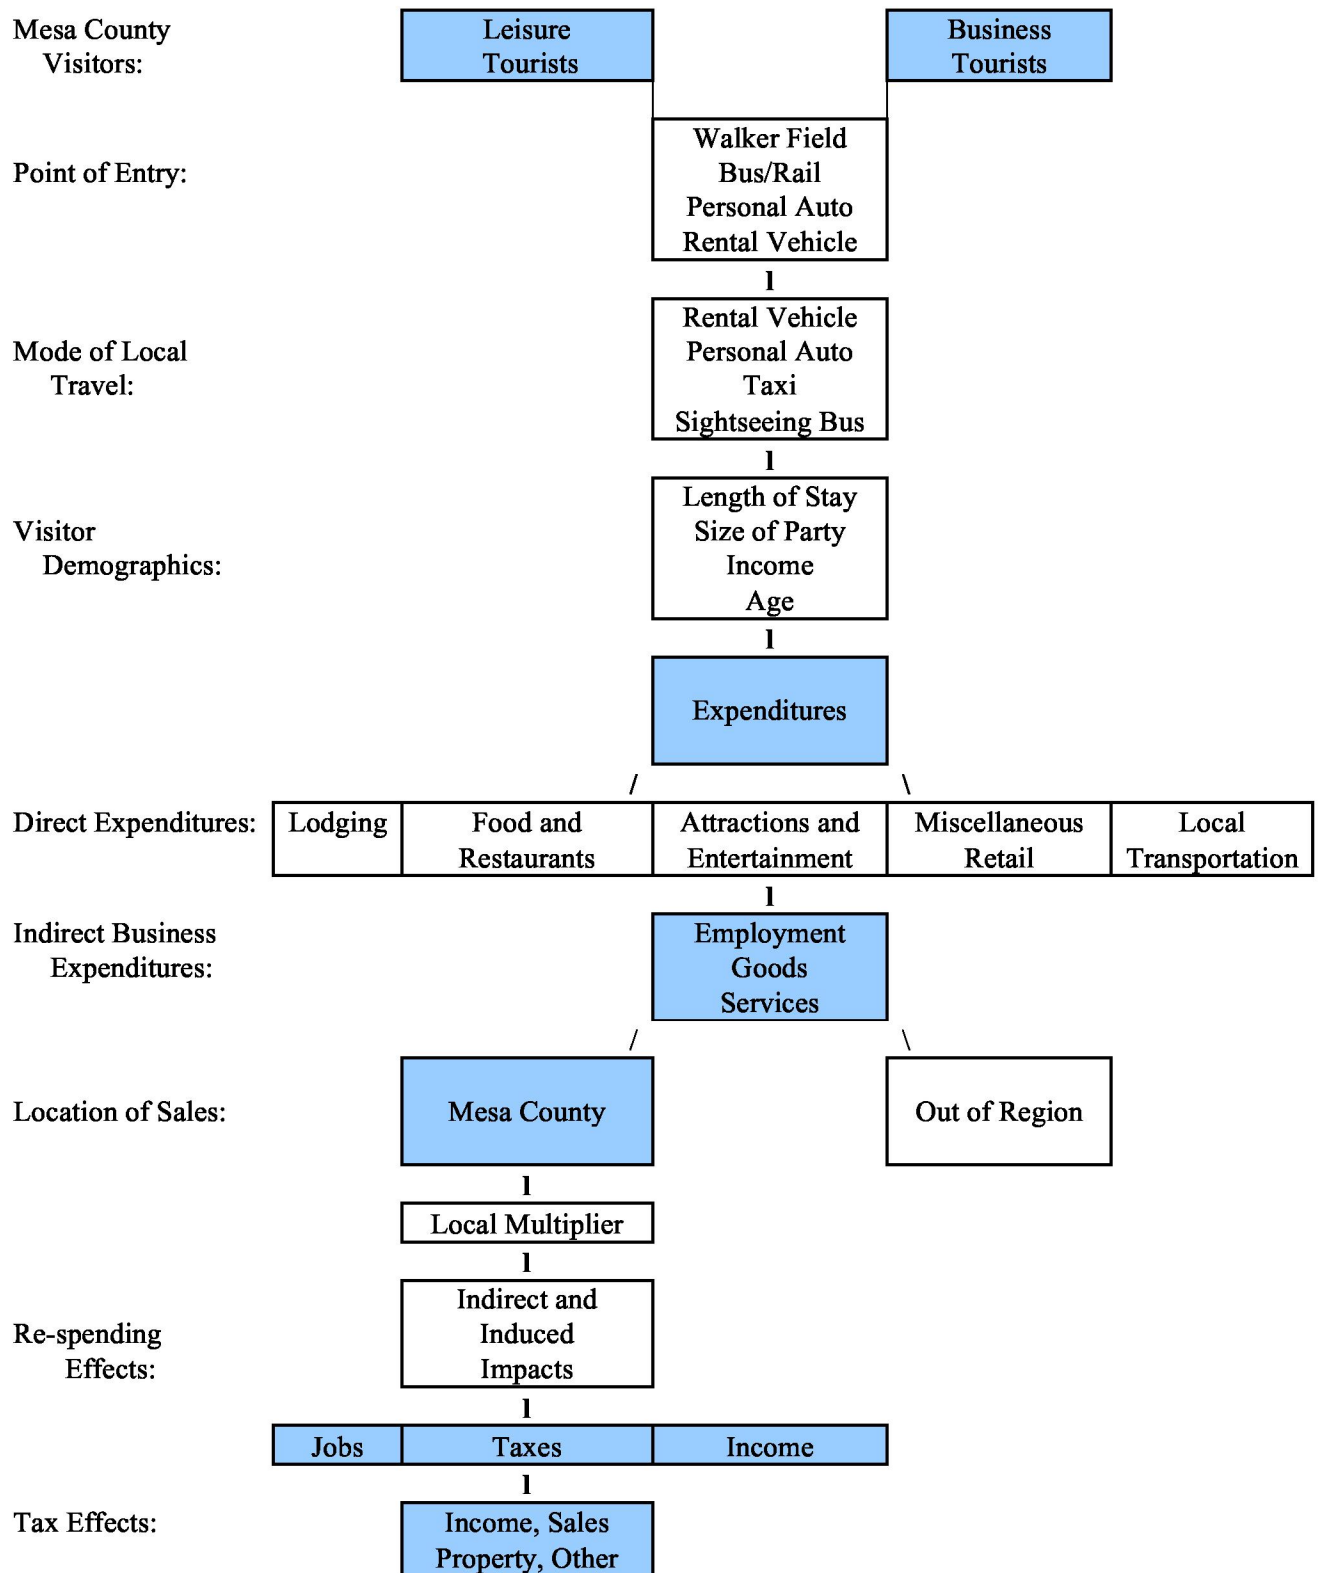 Mesa County
Visitors:
Leisure
Tourists
Business
Tourists
Point of Entry:
Walker Field
Bus/Rail
Personal Auto
Rental Vehicle
l
Mode of Local
Travel:
Rental Vehicle
Personal Auto
Taxi
Sightseeing Bus
l
Visitor
Demographics:
Length of Stay
Size of Party
Income
Age
l
Expenditures
/ \
Direct Expenditures:
Lodging
Food and
Restaurants
Attractions and
Entertainment
Miscellaneous
Retail
Local
Transportation
l
Indirect Business
Expenditures:
Employment
Goods
Services
/ \
Location of Sales:
Mesa County
Out of Region
l
Local Multiplier
l
Re-spending
Effects:
Indirect and
Induced
Impacts
l
Jobs
Taxes
Income
l
Tax Effects:
Income, Sales
Property, Other